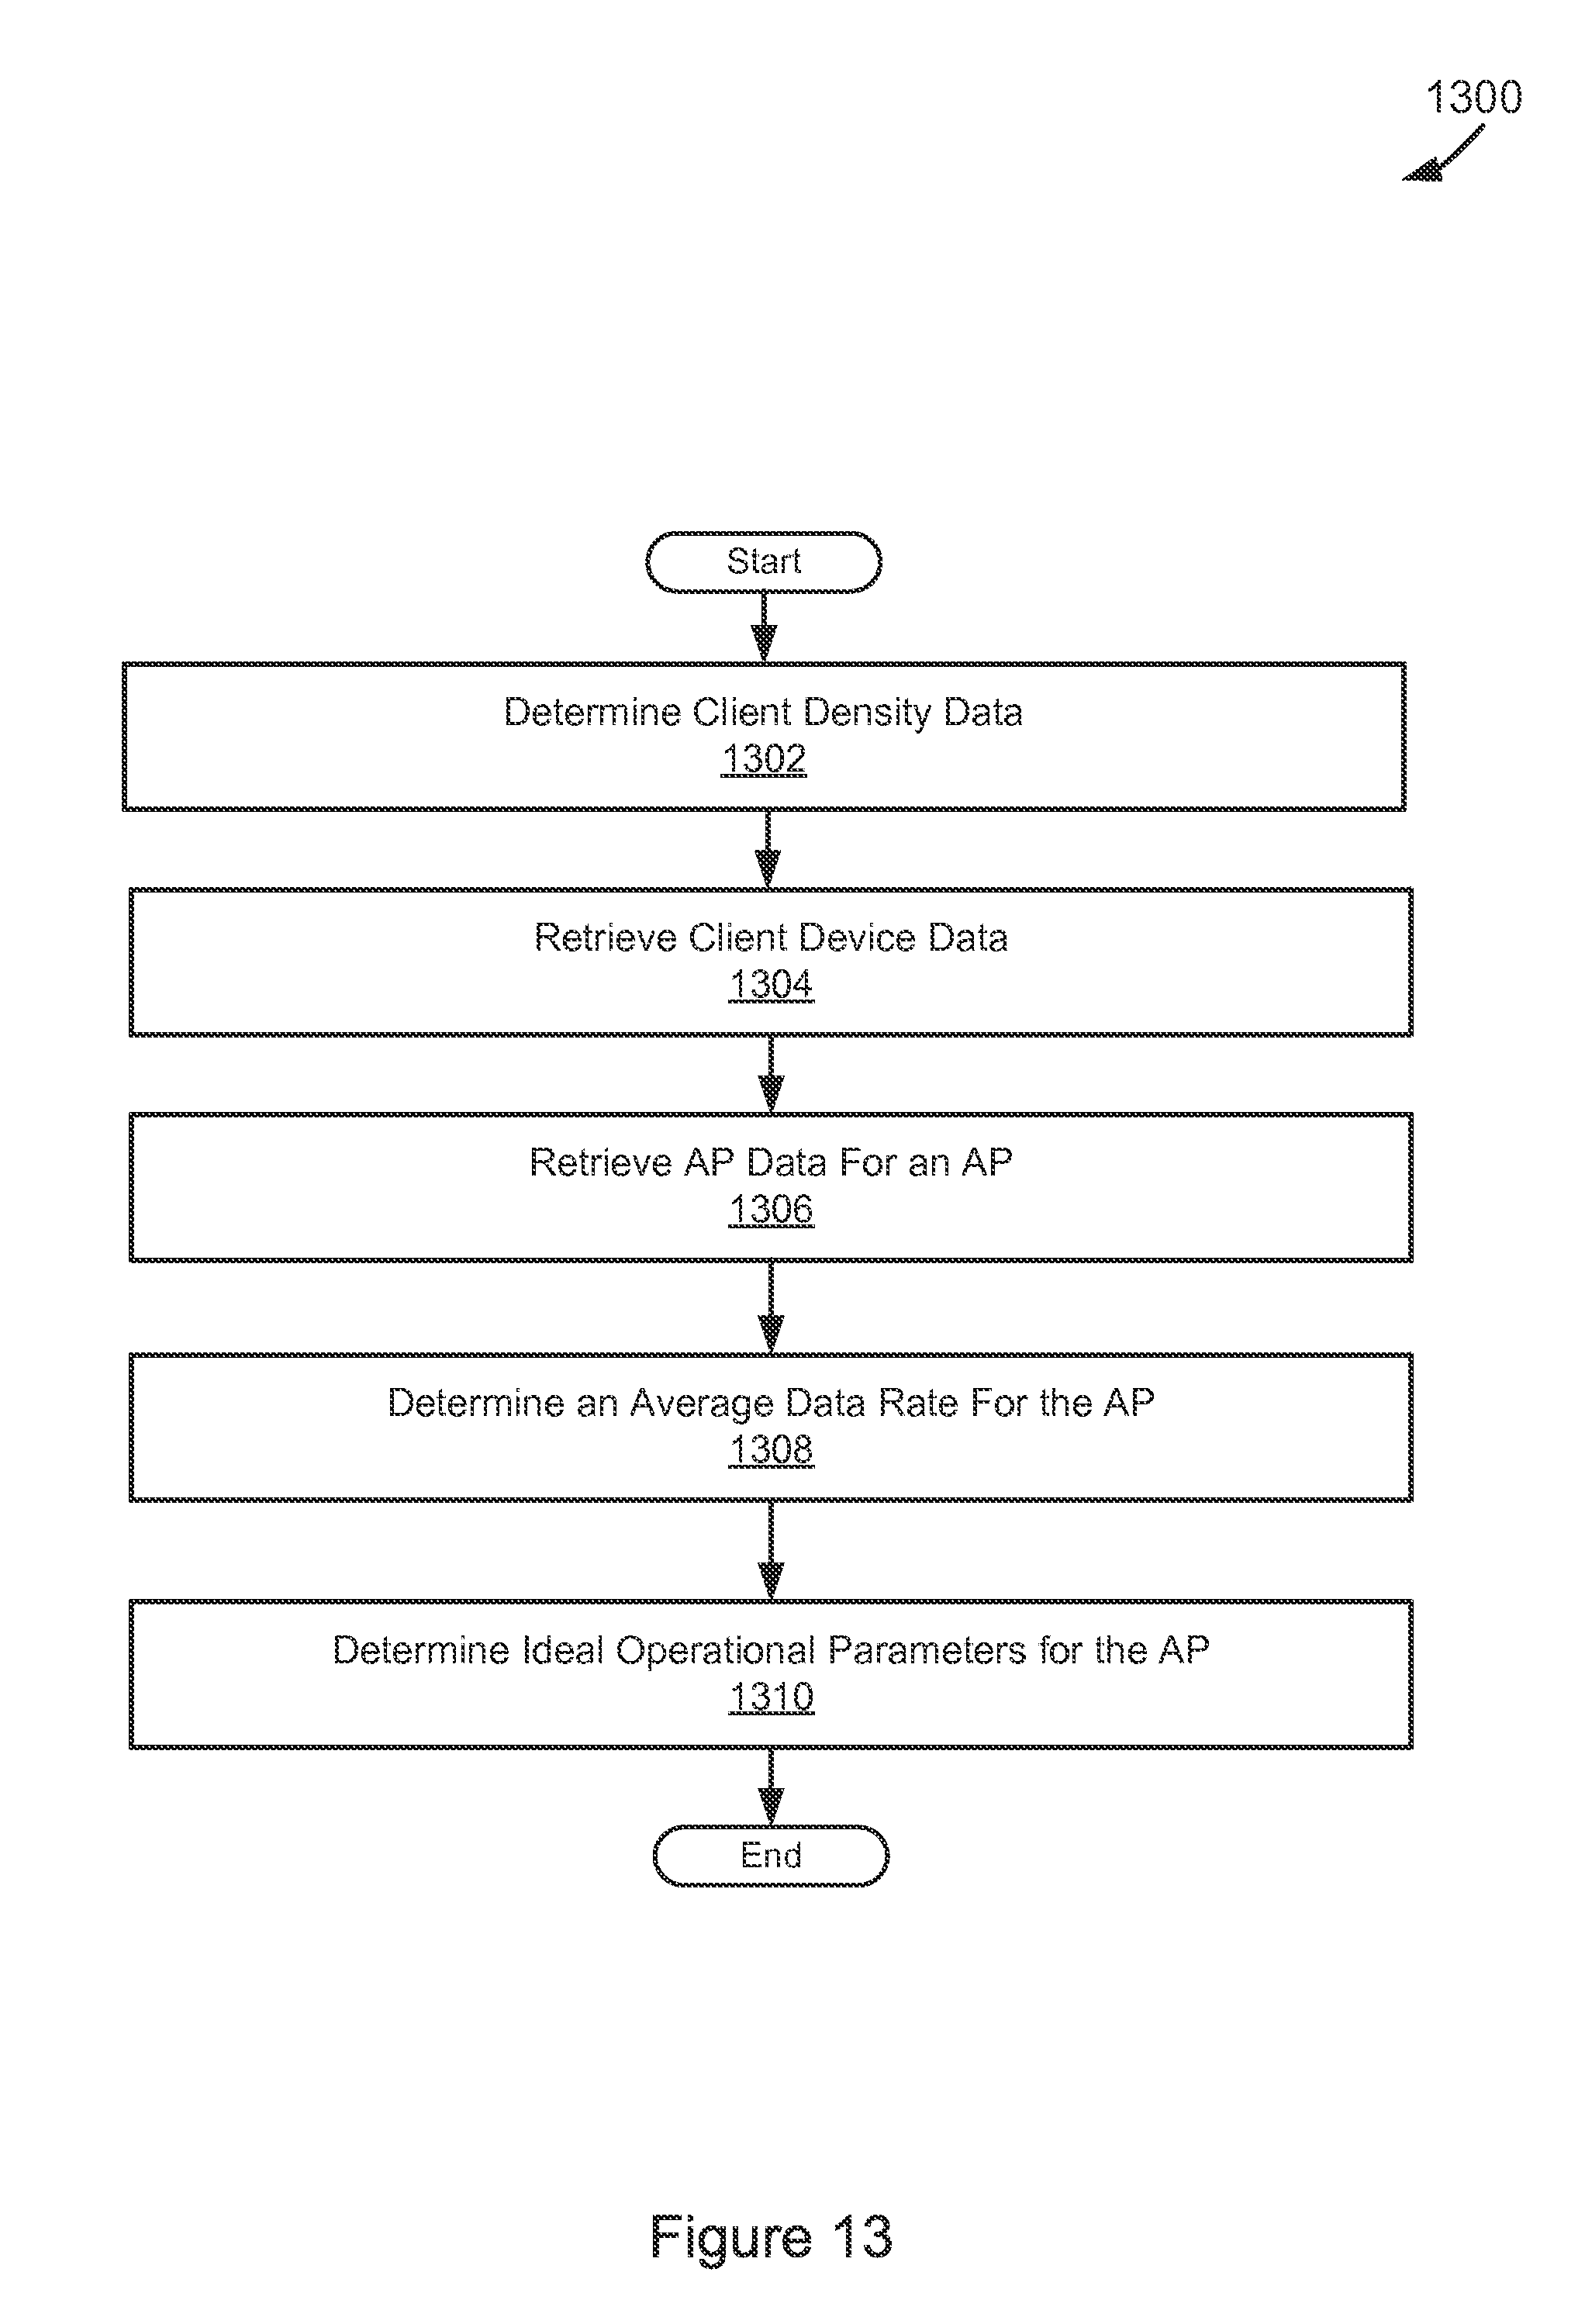 1300
Start
Determine Client Density Data
1302
Retrieve Client Device Data
1304
Retrieve AP Data For an AP
1306
Determine an Average Data Rate For the AP
1308
Determine Ideal Operational Parameters for the AP
1310
End
Figure 13